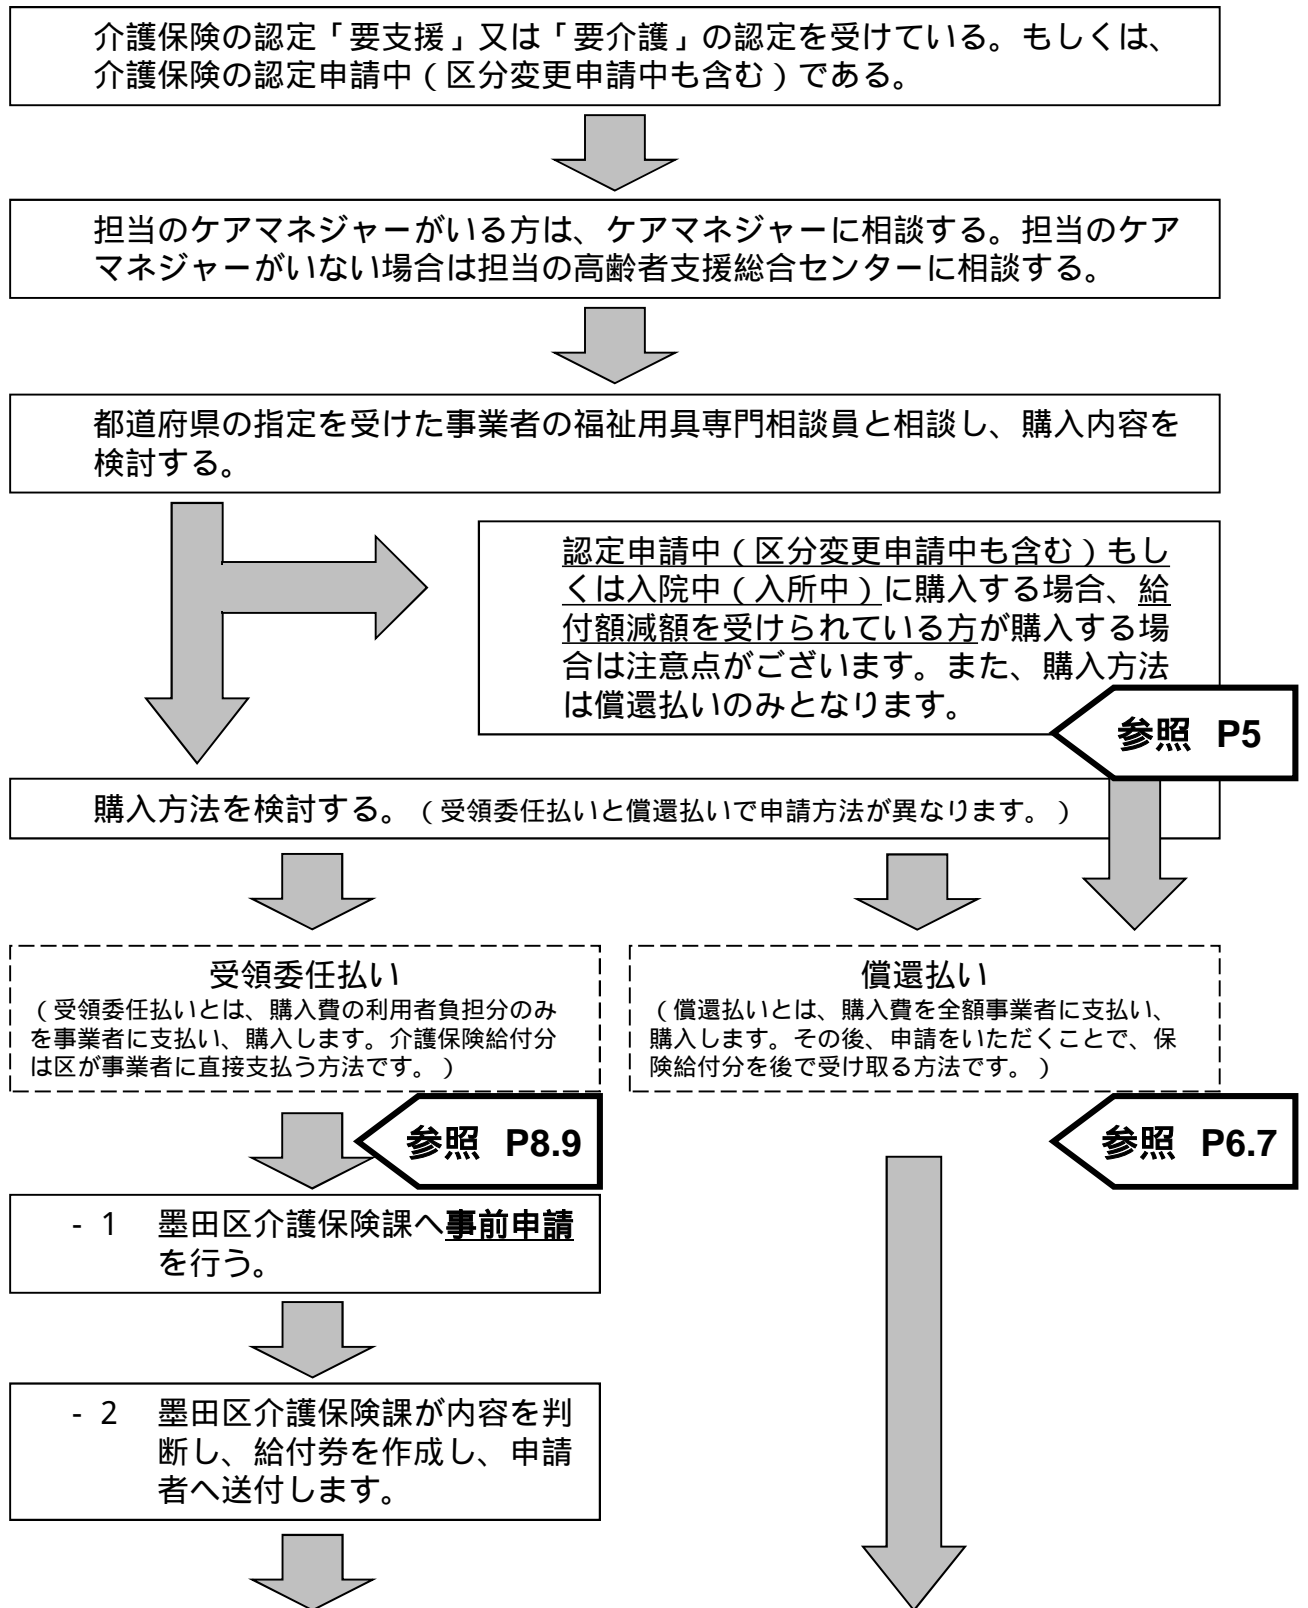 介護保険の認定「要支援」又は「要介護」の認定を受けている。もしくは、
介護保険の認定申請中(区分変更申請中も含む)である。
担当のケアマネジャーがいる方は、ケアマネジャーに相談する。担当のケア
マネジャーがいない場合は担当の高齢者支援総合センターに相談する。
都道府県の指定を受けた事業者の福祉用具専門相談員と相談し、購入内容を
検討する。
認定申請中(区分変更申請中も含む)もし
くは入院中(入所中)に購入する場合、給
付額減額を受けられている方が購入する場
合は注意点がございます。また、購入方法
は償還払いのみとなります。
参照 P5
購入方法を検討する。(受領委任払いと償還払いで申請方法が異なります。)
受領委任払い
(受領委任払いとは、購入費の利用者負担分のみ
を事業者に支払い、購入します。介護保険給付分
は区が事業者に直接支払う方法です。)
参照 P8.9
償還払い
(償還払いとは、購入費を全額事業者に支払い、
購入します。その後、申請をいただくことで、保
険給付分を後で受け取る方法です。)
参照 P6.7
- 1 墨田区介護保険課へ事前申請
を行う。
- 2 墨田区介護保険課が内容を判
断し、給付券を作成し、申請
者へ送付します。